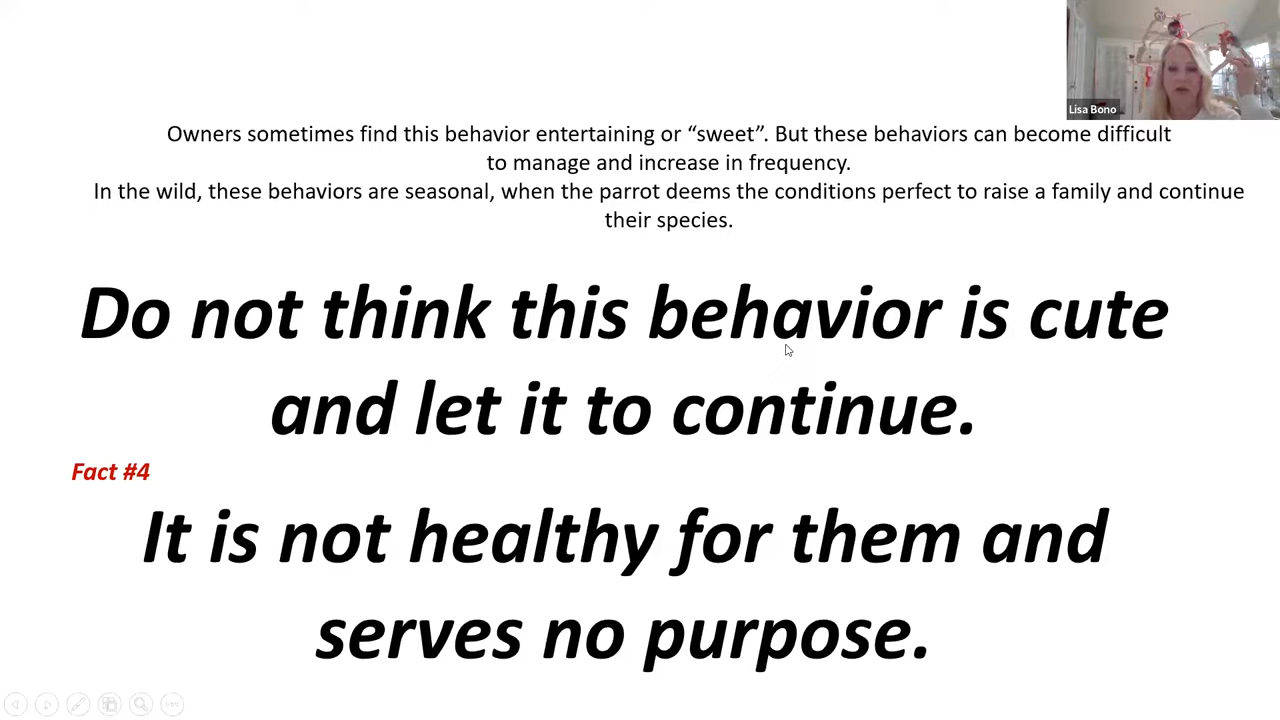 Lisa Bono
Owners sometimes find this behavior entertaining or “sweet”. But these behaviors can become difficult
to manage and increase in frequency.
In the wild, these behaviors are seasonal, when the parrot deems the conditions perfect to raise a family and continue
their species.
Do not think this behavior is cute
and let it to continue.
Fact #4
It is not healthy for them and
serves no purpose.